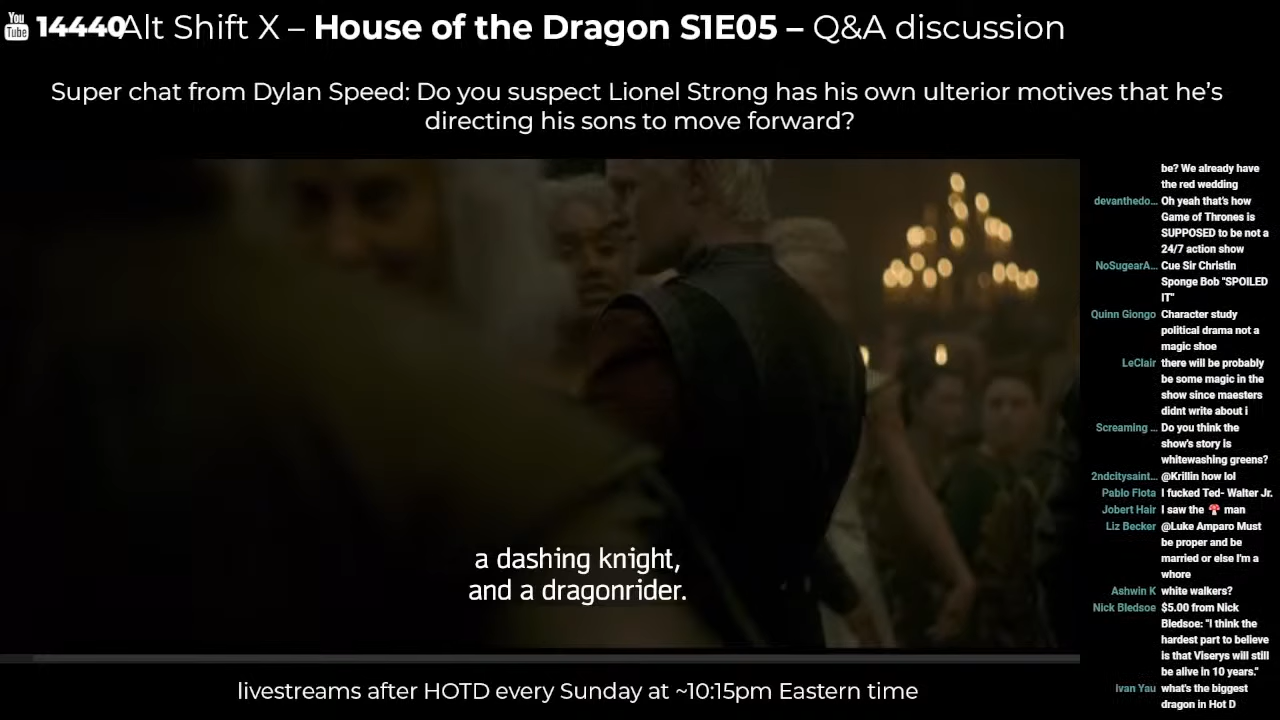 You Tube 14440 Alt Shift X – House of the Dragon S1E05 – Q&A discussion
Super chat from Dylan Speed: Do you suspect Lionel Strong has his own ulterior motives that he's
directing his sons to move forward?
a dashing knight,
and a dragonrider.
livestreams after HOTD every Sunday at ~10:15pm Eastern time
be? We already have
the red wedding
devanthedo... Oh yeah that's how
Game of Thrones is
SUPPOSED to be not a
24/7 action show
NoSugearA... Cue Sir Christin
Sponge Bob "SPOILED
IT"
Quinn Giongo Character study
political drama not a
magic shoe
LeClair there will be probably
be some magic in the
show since maesters
didnt write about i
Screaming ... Do you think the
show's story is
whitewashing greens?
2ndcitysaint... @Krillin how lol
Pablo Flota I fucked Ted- Walter Jr.
Jobert Hair I saw the 🍄 man
Liz Becker @Luke Amparo Must
be proper and be
married or else I'm a
whore
Ashwin K white walkers?
Nick Bledsoe $5.00 from Nick
Bledsoe: "I think the
hardest part to believe
is that Viserys will still
be alive in 10 years."
Ivan Yau what's the biggest
dragon in Hot D